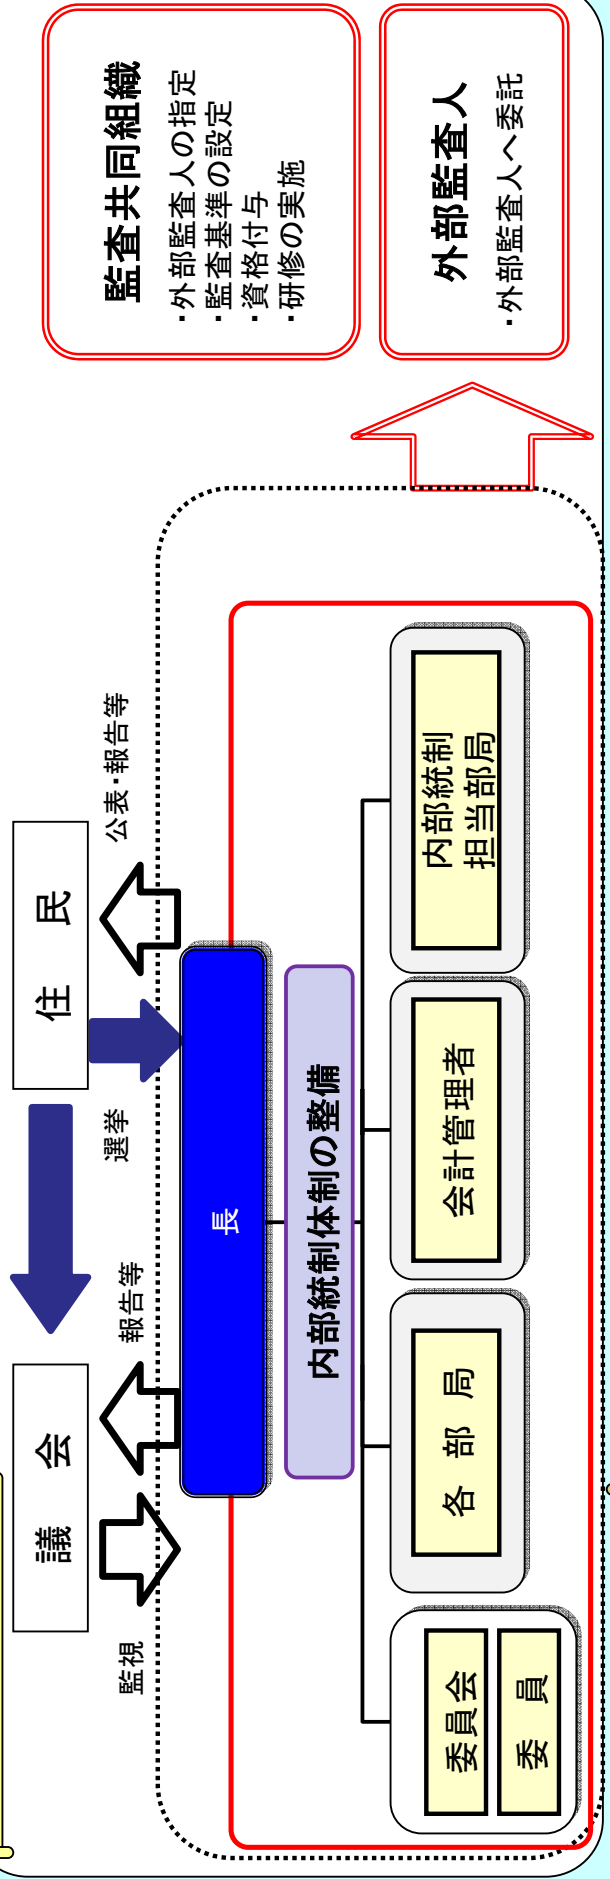 議 会
住 民
監視
報告等
選挙
公表・報告等
長
内部統制体制の整備
委員会
委 員
各 部 局
会計管理者
内部統制
担当部局
監査共同組織
・外部監査人の指定
・監査基準の設定
・資格付与
・研修の実施
外部監査人
・外部監査人へ委託